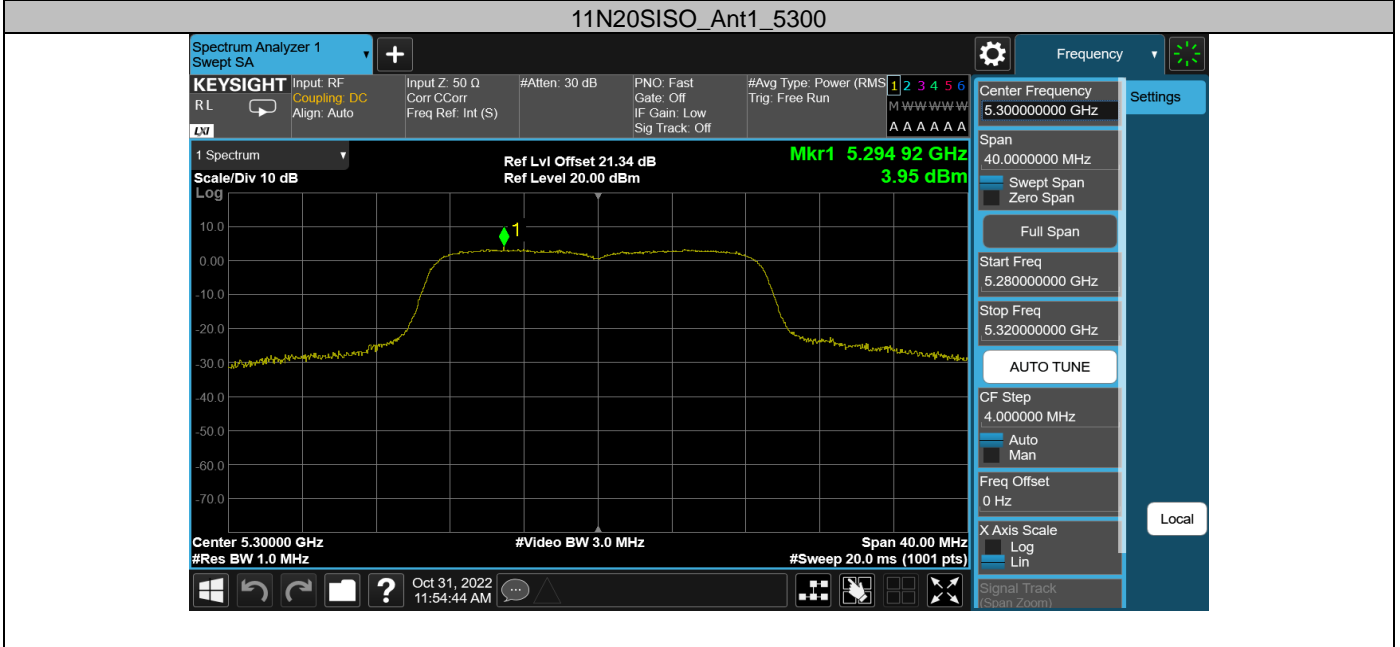 11N20SISO_Ant1_5300
Spectrum Analyzer 1
Swept SA
Frequency
KEYSIGHT
R L
LXI
Input: RF
Coupling: DC
Align: Auto
Input Z: 50 Ω
Corr CCorr
Freq Ref: Int (S)
#Atten: 30 dB
PNO: Fast
Gate: Off
IF Gain: Low
Sig Track: Off
#Avg Type: Power (RMS
Trig: Free Run
1 2 3 4 5 6
M W W W W W
A A A A A A
1 Spectrum
Scale/Div 10 dB
Ref Lvl Offset 21.34 dB
Ref Level 20.00 dBm
Mkr1 5.294 92 GHz
3.95 dBm
Log
10.0
0.00
-10.0
-20.0
-30.0
-40.0
-50.0
-60.0
-70.0
1
Center 5.30000 GHz
#Res BW 1.0 MHz
#Video BW 3.0 MHz
Span 40.00 MHz
#Sweep 20.0 ms (1001 pts)
Oct 31, 2022
11:54:44 AM
Center Frequency
5.300000000 GHz
Span
40.0000000 MHz
Swept Span
Zero Span
Full Span
Start Freq
5.280000000 GHz
Stop Freq
5.320000000 GHz
AUTO TUNE
CF Step
4.000000 MHz
Auto
Man
Freq Offset
0 Hz
X Axis Scale
Log
Lin
Signal Track
(Span Zoom)
Settings
Local